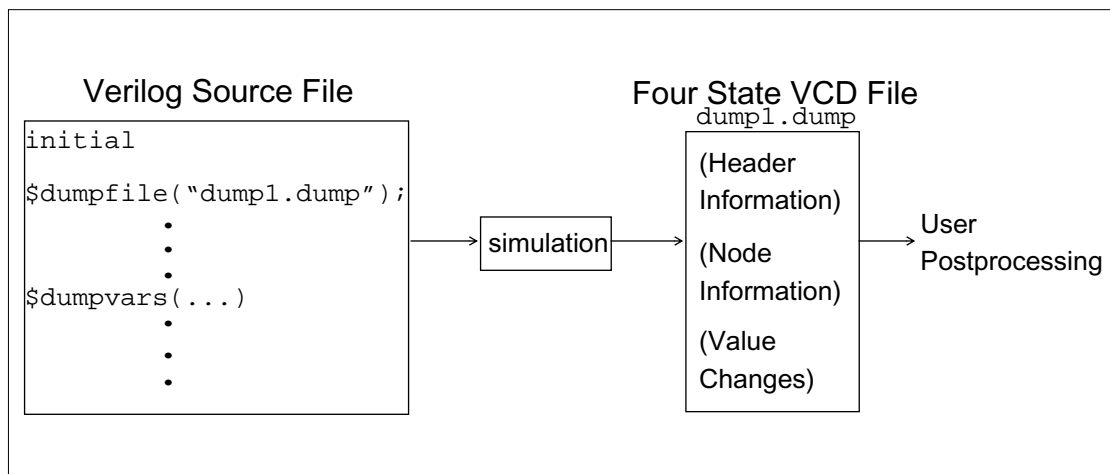 Verilog Source File
initial
$dumpfile(“dump1.dump”);
$dumpvars(...)
simulation
Four State VCD File
dump1.dump
(Header
Information)
(Node
Information)
(Value
Changes)
User
Postprocessing